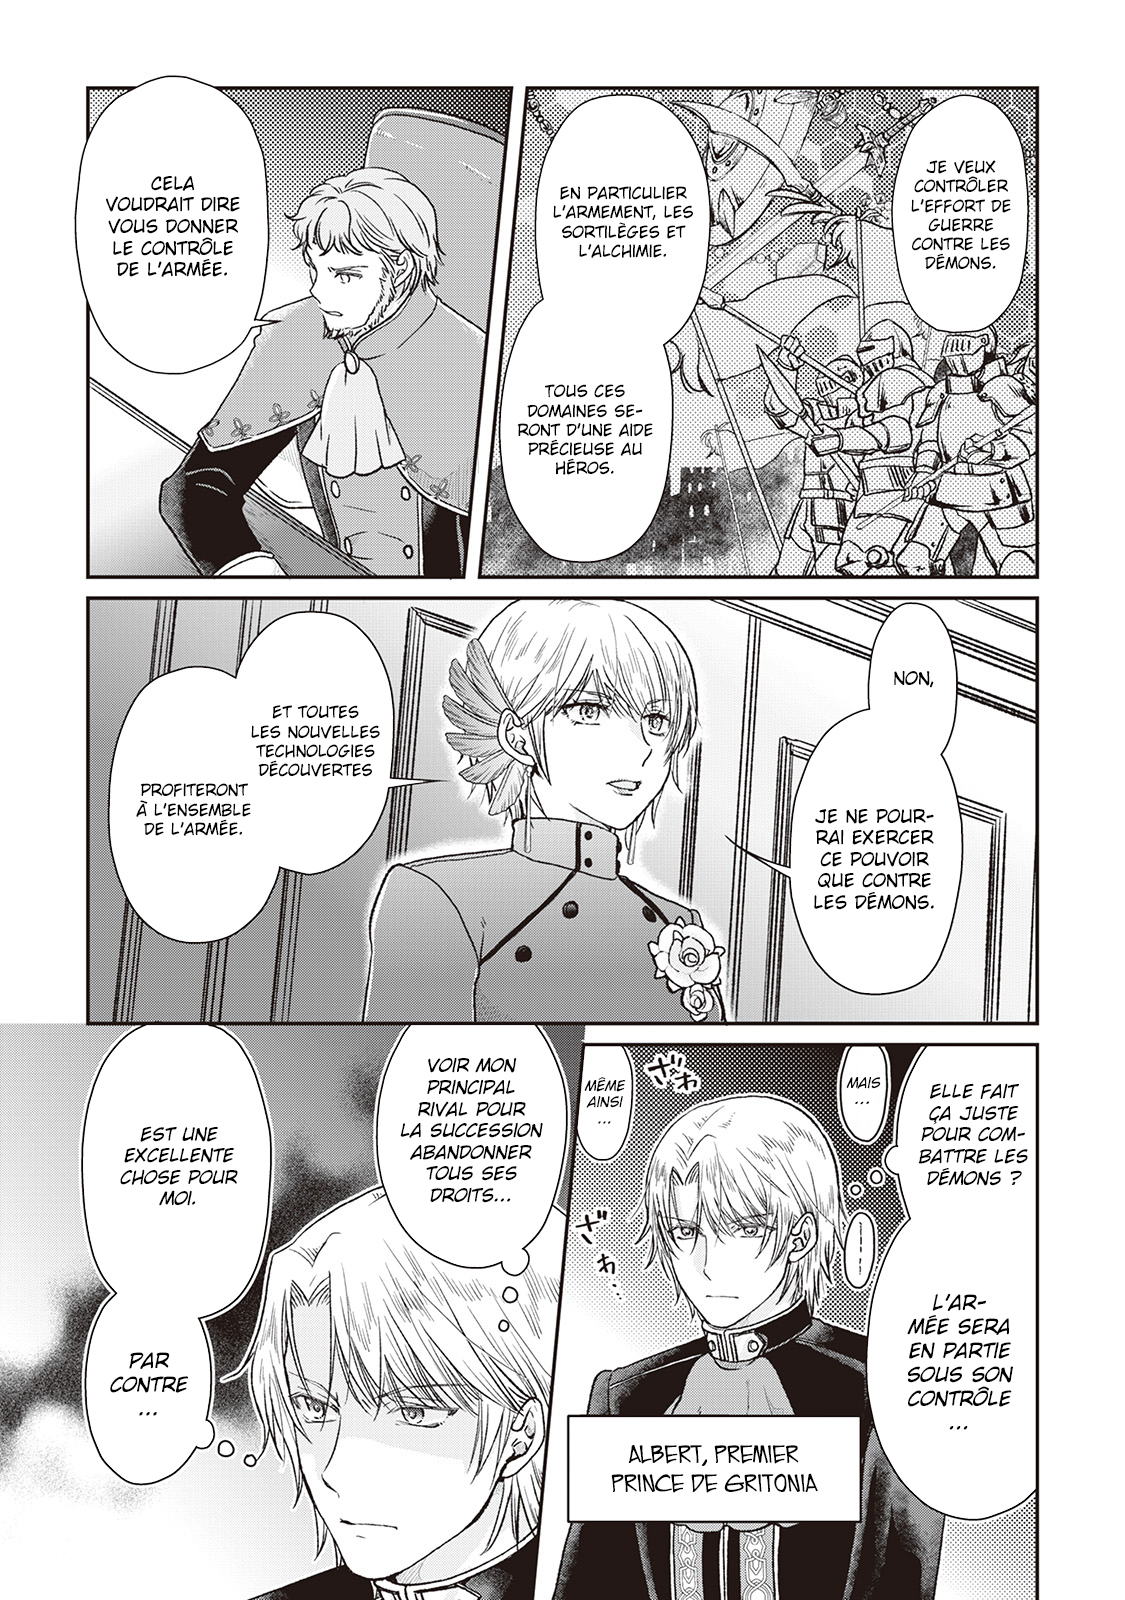 JE VEUX
CONTRÔLER
L'EFFORT DE
GUERRE
CONTRE LES
DÉMONS.
EN PARTICULIER
L'ARMEMENT, LES
SORTILÈGES ET
L'ALCHIMIE.
TOUS CES
DOMAINES SE-
RONT D'UNE AIDE
PRÉCIEUSE AU
HÉROS.
CELA
VOUDRAIT DIRE
VOUS DONNER
LE CONTRÔLE
DE L'ARMÉE.
NON,
JE NE POUR-
RAI EXERCER
CE POUVOIR
QUE CONTRE
LES DÉMONS.
ET TOUTES
LES NOUVELLES
TECHNOLOGIES
DÉCOUVERTES
PROFITERONT
À L'ENSEMBLE
DE L'ARMÉE.
ELLE FAIT
ÇA JUSTE
POUR COM-
BATTRE LES
DÉMONS ?
L'AR-
MÉE SERA
EN PARTIE
SOUS SON
CONTRÔLE
...
MAIS
...
......
ざわ
MÊME
AINSI
...
ざわ
ALBERT, PREMIER
PRINCE DE GRITONIA
VOIR MON
PRINCIPAL
RIVAL POUR
LA SUCCESSION
ABANDONNER
TOUS SES
DROITS...
EST UNE
EXCELLENTE
CHOSE POUR
MOI.
PAR
CONTRE
...